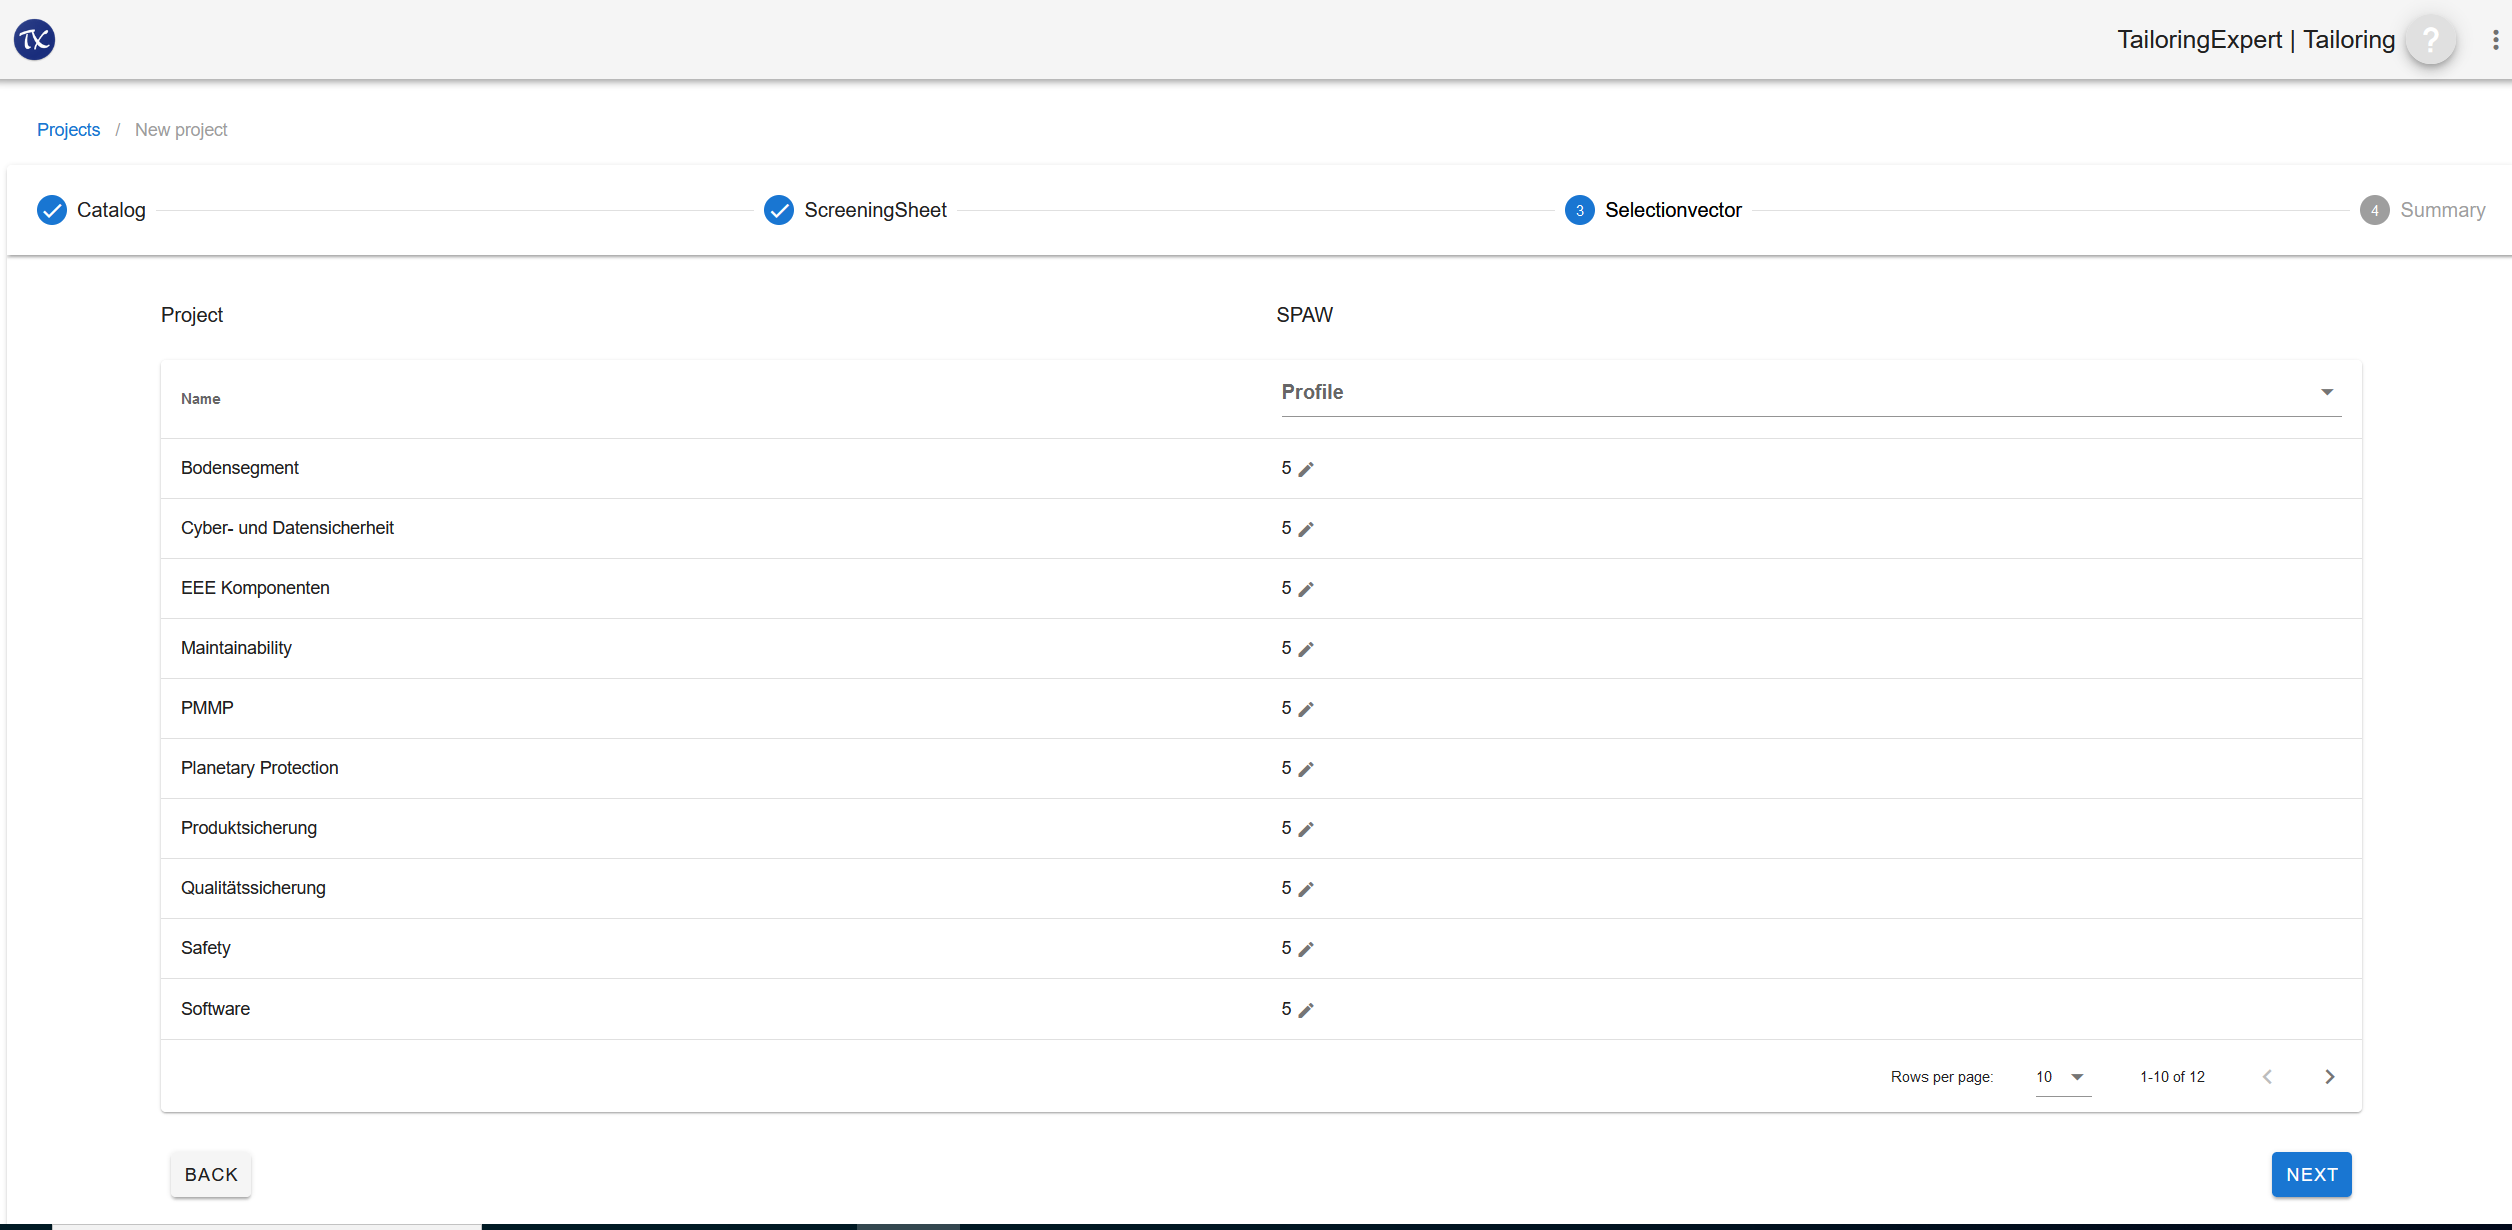 TX
TailoringExpert | Tailoring ?
Projects / New project
Catalog ScreeningSheet 3 Selectionvector 4 Summary
Project SPAW
Name Profile
Bodensegment 5
Cyber- und Datensicherheit 5
EEE Komponenten 5
Maintainability 5
PMMP 5
Planetary Protection 5
Produktsicherung 5
Qualitätssicherung 5
Safety 5
Software 5
Rows per page: 10 1-10 of 12
BACK NEXT